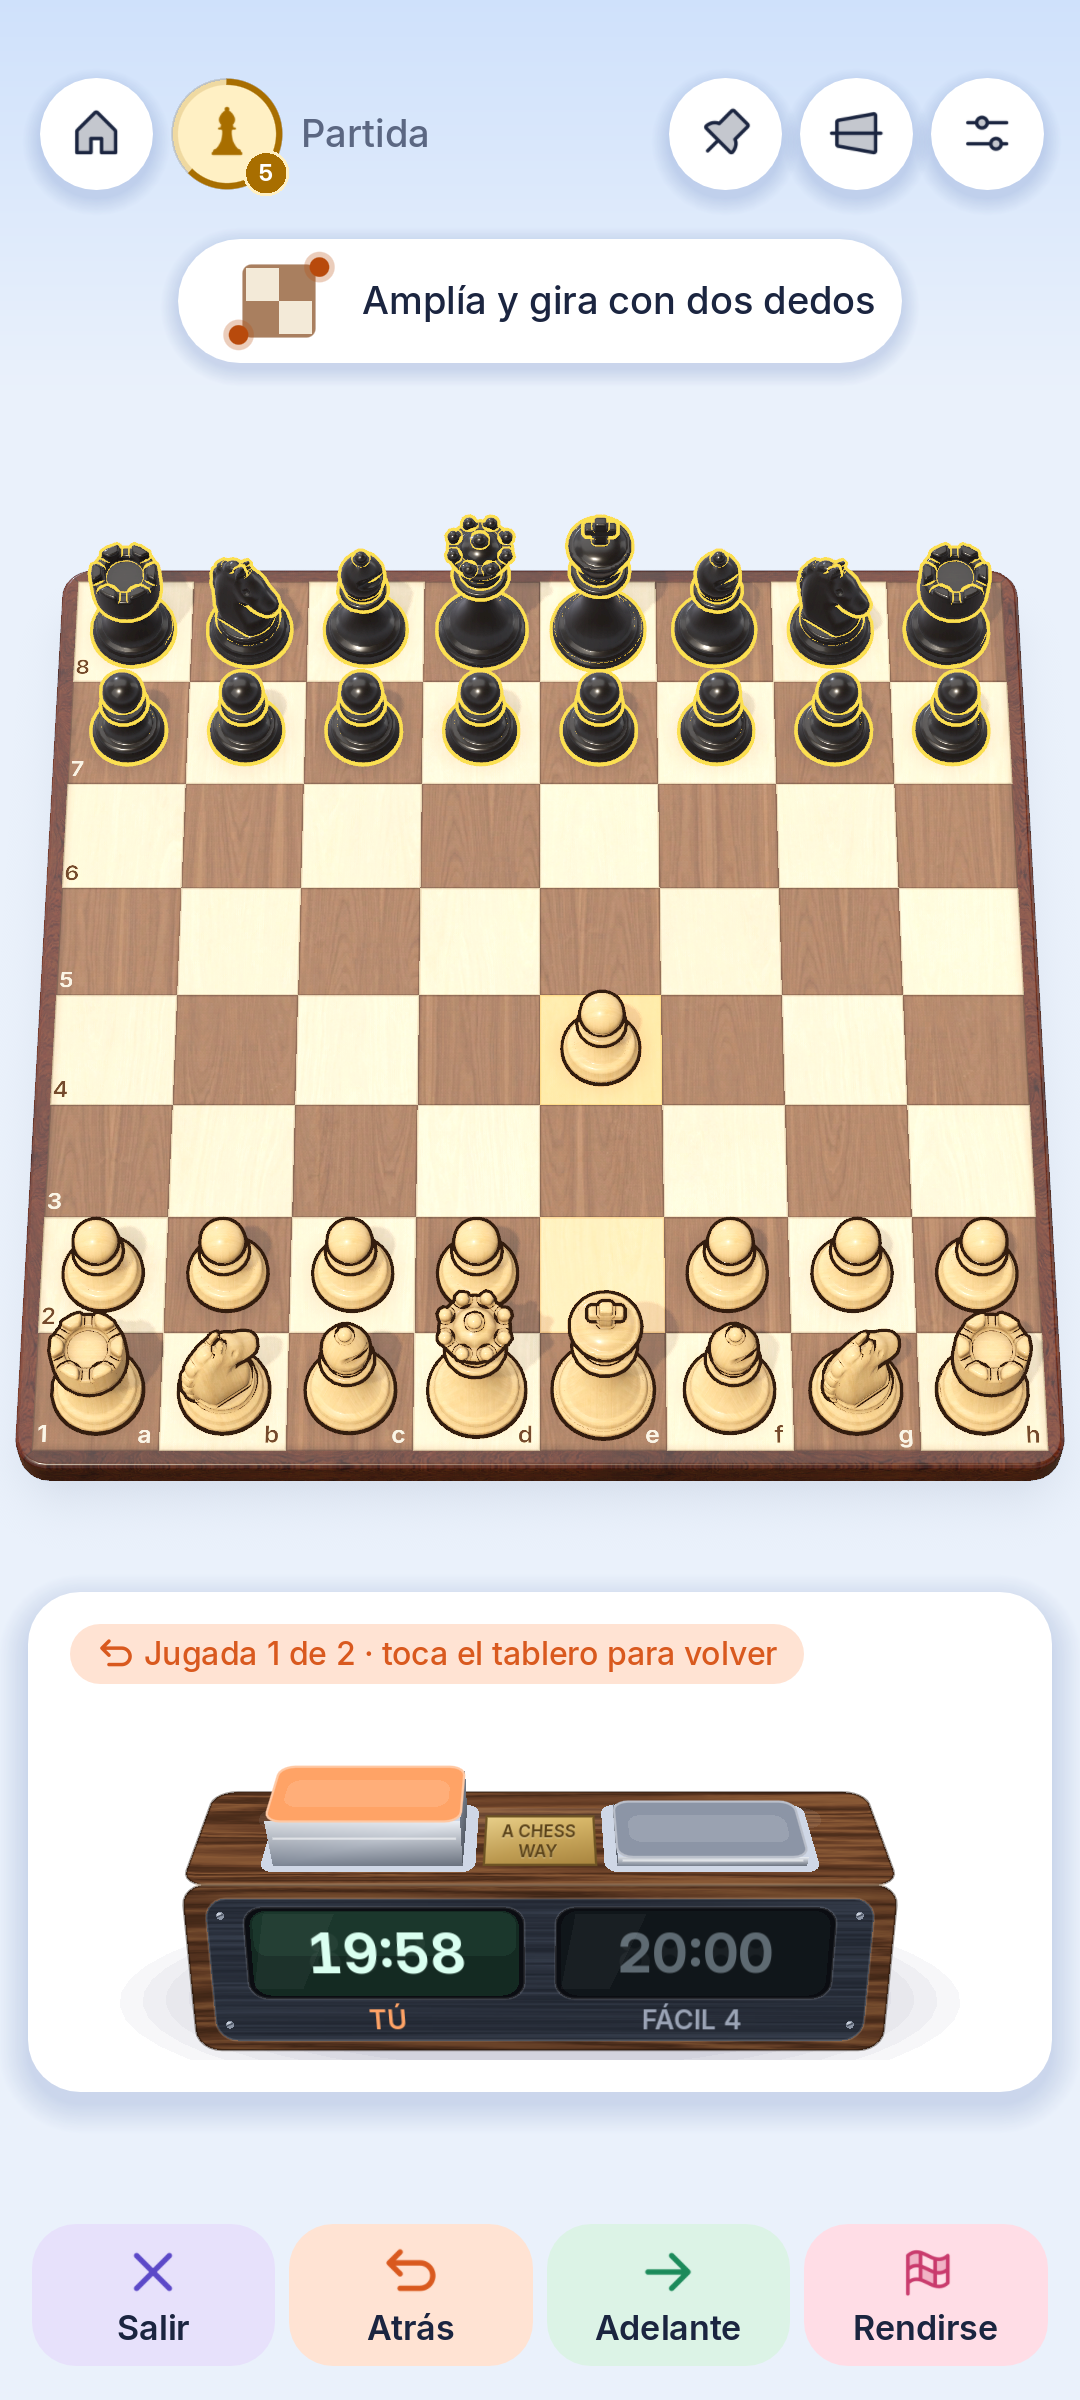 Partida
5
Amplía y gira con dos dedos
8
7
6
5
4
3
2
1 a b c d e f g h
Jugada 1 de 2 · toca el tablero para volver
A CHESS
WAY
19:58 20:00
TÚ FÁCIL 4
Salir Atrás Adelante Rendirse